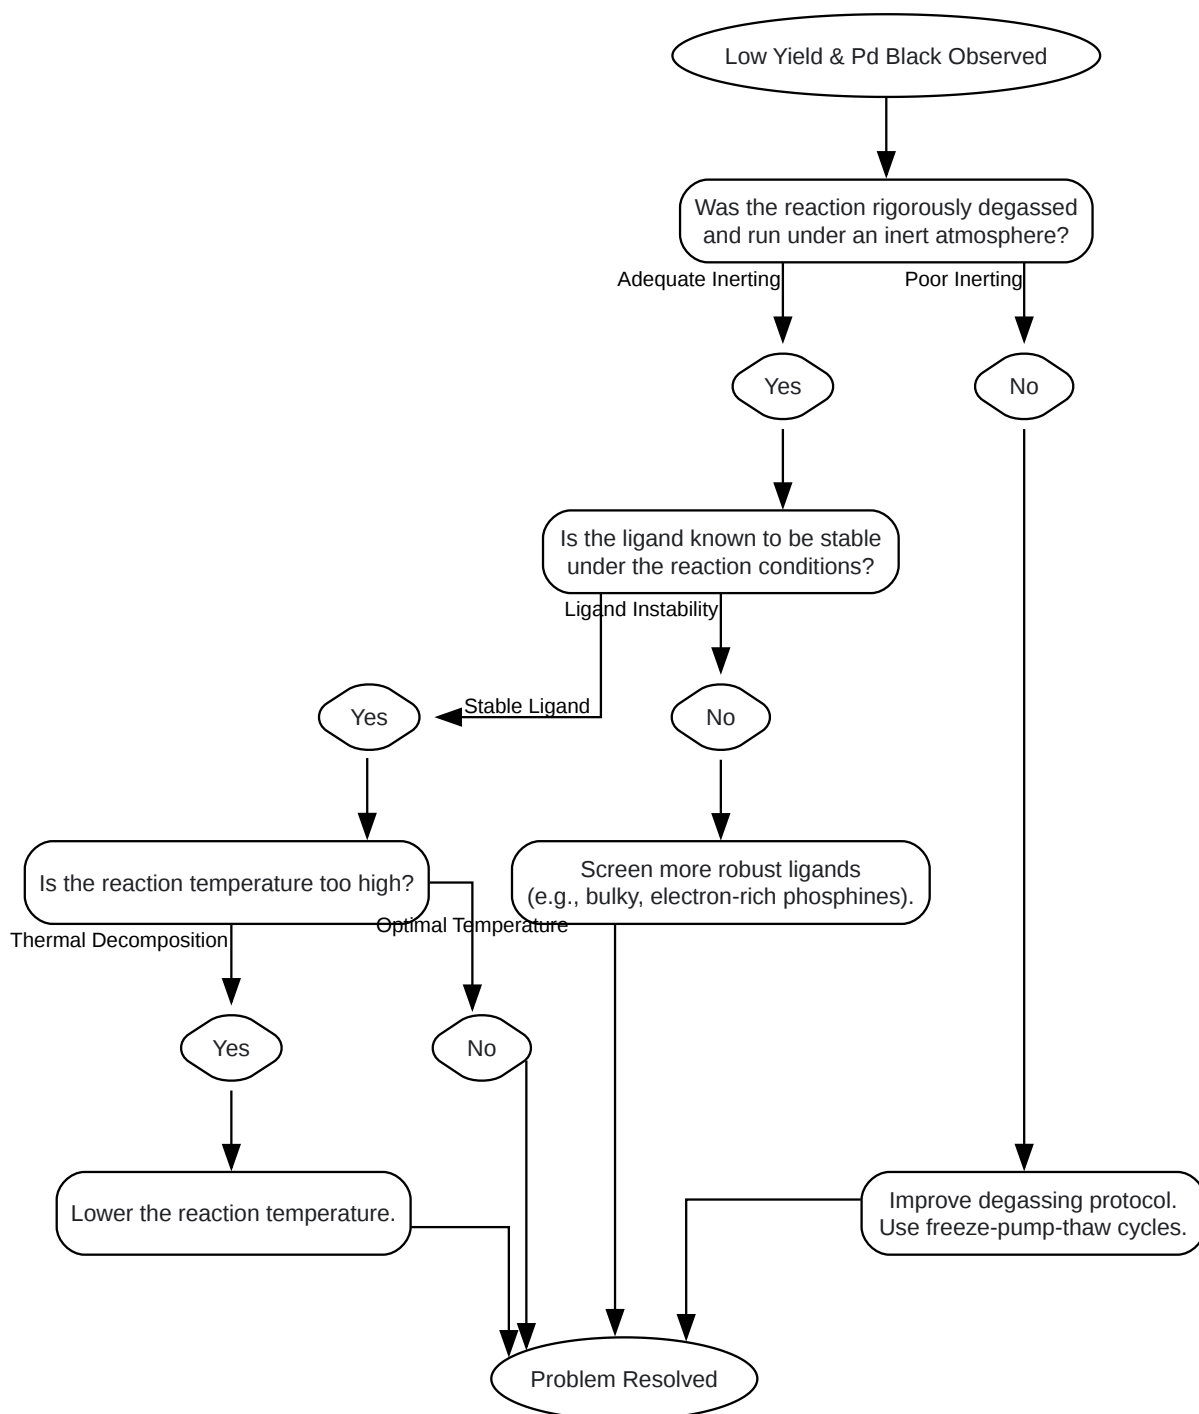 Low Yield & Pd Black Observed
Was the reaction rigorously degassed
and run under an inert atmosphere?
Adequate Inerting
Poor Inerting
Yes
No
Is the ligand known to be stable
under the reaction conditions?
Ligand Instability
Stable Ligand
Yes
No
Is the reaction temperature too high?
Screen more robust ligands
(e.g., bulky, electron-rich phosphines).
Optimal Temperature
Thermal Decomposition
Yes
No
Lower the reaction temperature.
Improve degassing protocol.
Use freeze-pump-thaw cycles.
Problem Resolved